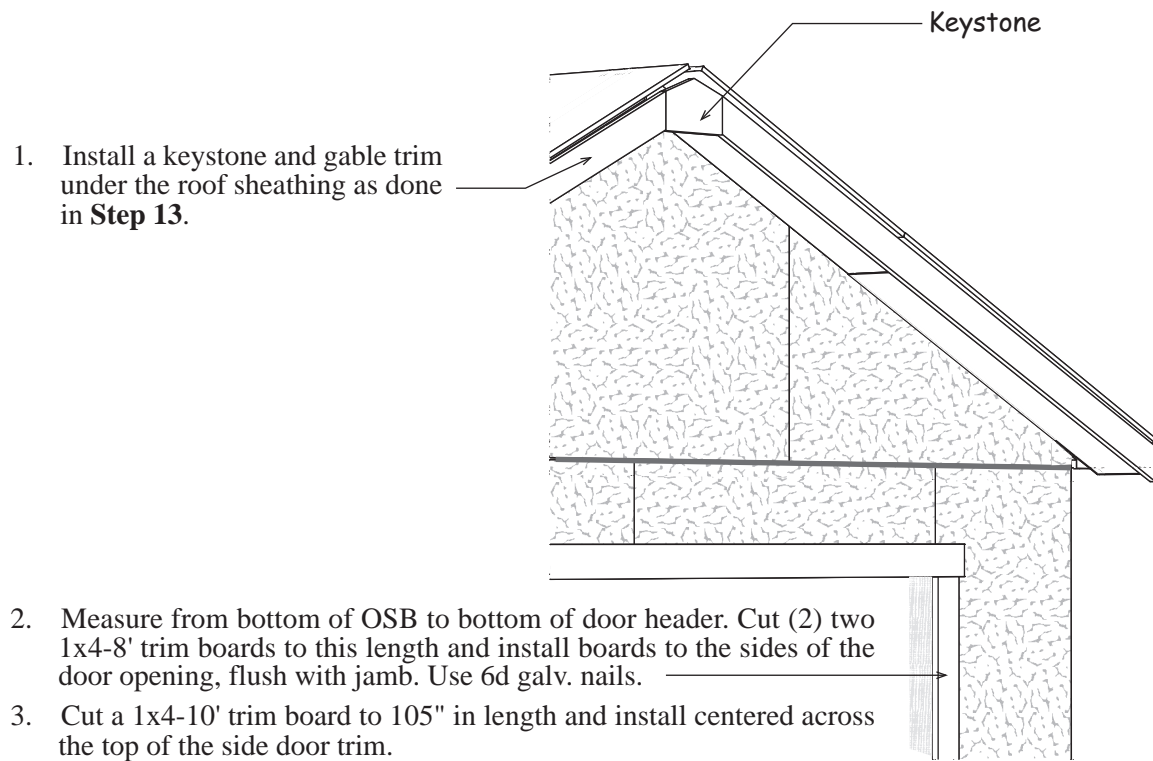 Keystone
1. Install a keystone and gable trim
under the roof sheathing as done
in Step 13.
2. Measure from bottom of OSB to bottom of door header. Cut (2) two
1x4-8' trim boards to this length and install boards to the sides of the
door opening, flush with jamb. Use 6d galv. nails.
3. Cut a 1x4-10' trim board to 105" in length and install centered across
the top of the side door trim.